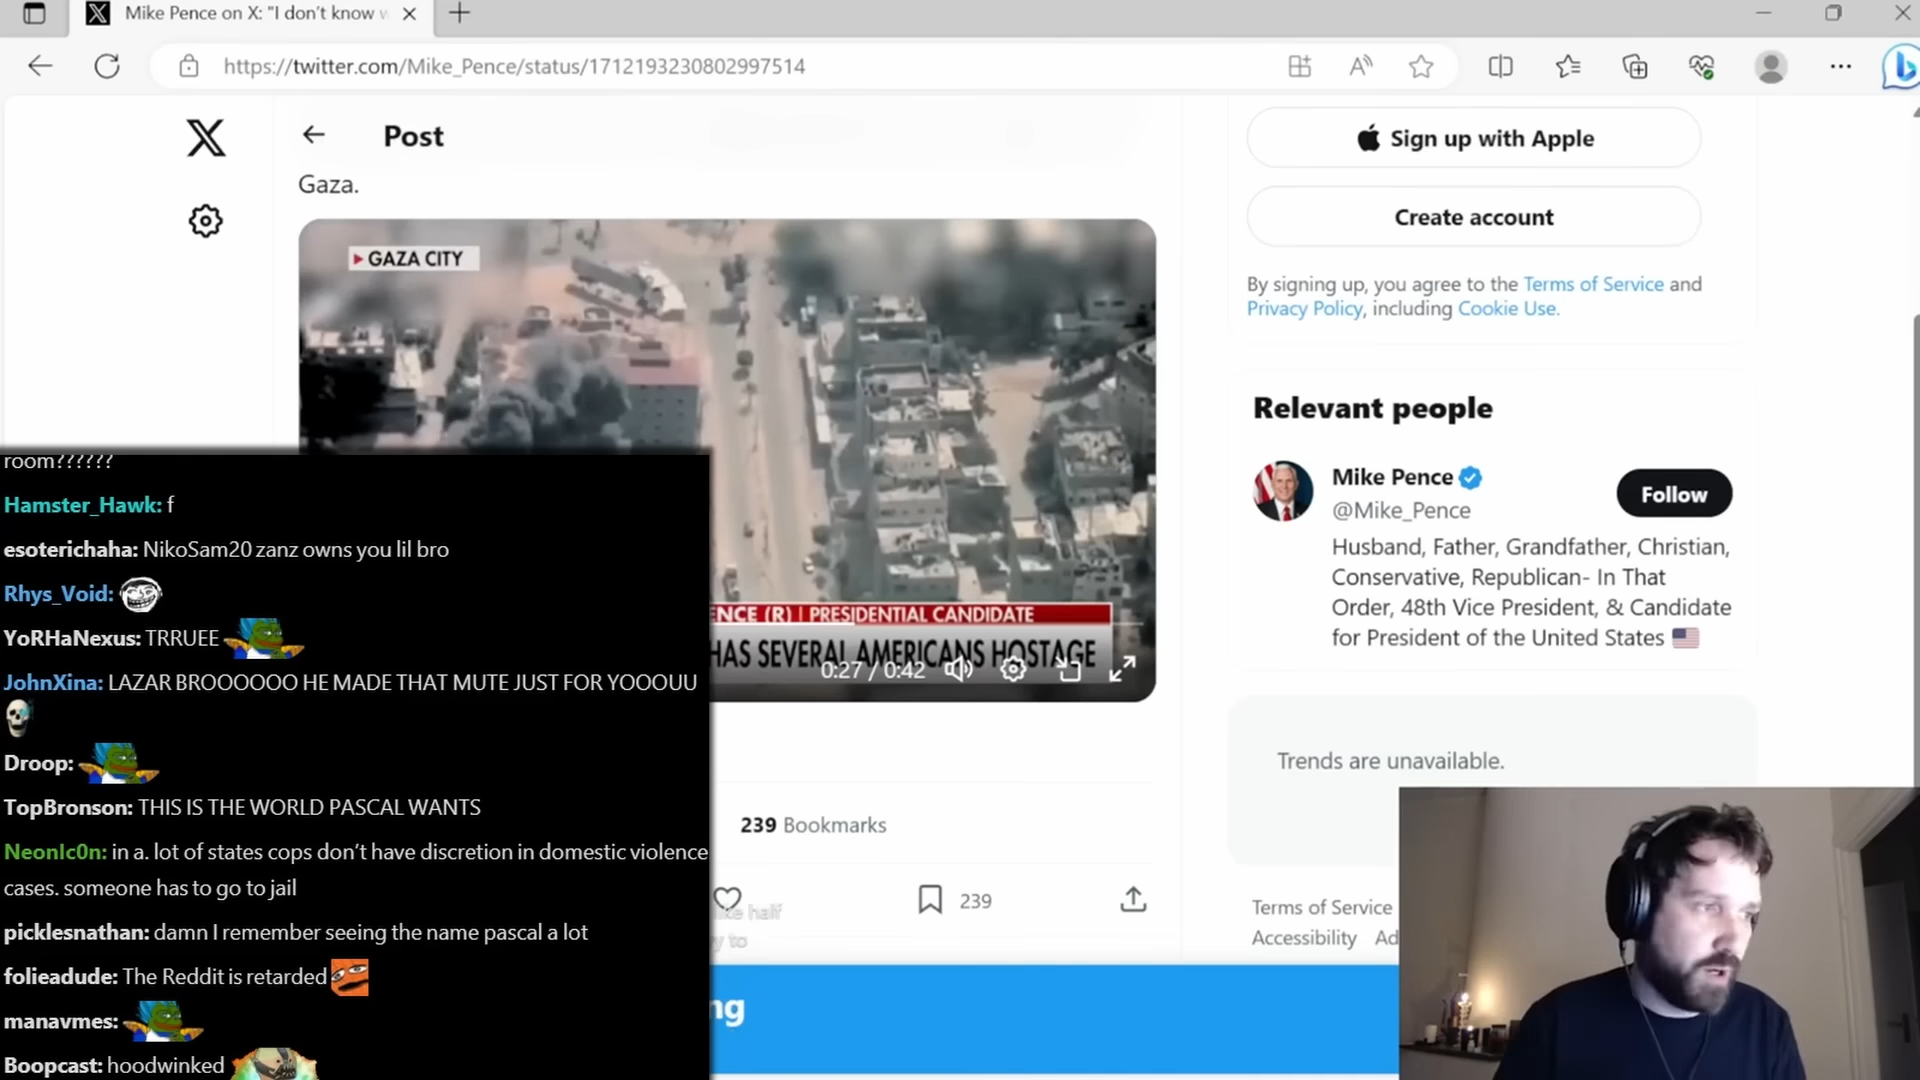 Mike Pence on X: "I don't know w
https://twitter.com/Mike_Pence/status/1712193230802997514
Post
Gaza.
GAZA CITY
ENCE (R) | PRESIDENTIAL CANDIDATE
HAS SEVERAL AMERICANS HOSTAGE
0:27 / 0:42
239 Bookmarks
239
ike half
y to
ng
Sign up with Apple
Create account
By signing up, you agree to the Terms of Service and
Privacy Policy, including Cookie Use.
Relevant people
Mike Pence
@Mike_Pence
Follow
Husband, Father, Grandfather, Christian,
Conservative, Republican- In That
Order, 48th Vice President, & Candidate
for President of the United States
Trends are unavailable.
Terms of Service
Accessibility Ad
room??????
Hamster_Hawk: f
esoterichaha: NikoSam20 zanz owns you lil bro
Rhys_Void:
YoRHaNexus: TRRUEE
JohnXina: LAZAR BROOOOOO HE MADE THAT MUTE JUST FOR YOOOUU
Droop:
TopBronson: THIS IS THE WORLD PASCAL WANTS
NeonIc0n: in a. lot of states cops don't have discretion in domestic violence
cases. someone has to go to jail
picklesnathan: damn I remember seeing the name pascal a lot
folieadude: The Reddit is retarded
manavmes:
Boopcast: hoodwinked